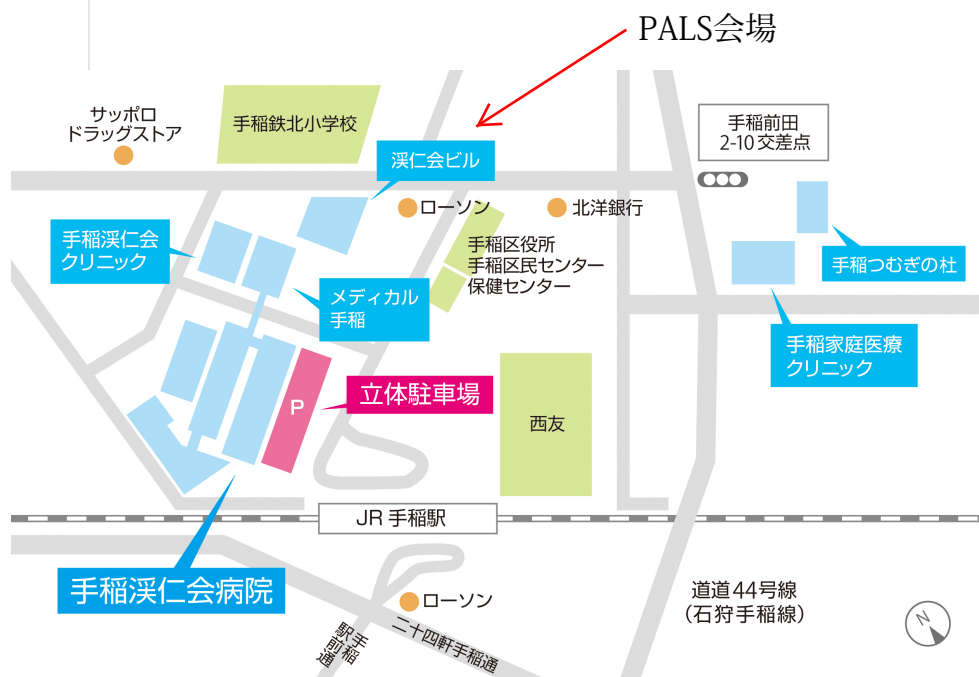 PALS会場
サッポロ
ドラッグストア
手稲鉄北小学校
渓仁会ビル
手稲前田
2-10交差点
ローソン
北洋銀行
手稲渓仁会
クリニック
手稲区役所
手稲区民センター
保健センター
手稲つむぎの杜
メディカル
手稲
手稲家庭医療
クリニック
立体駐車場
P
西友
JR 手稲駅
手稲渓仁会病院
ローソン
道道44号線
(石狩手稲線)
二十四軒手稲通
手稲
駅前通
N